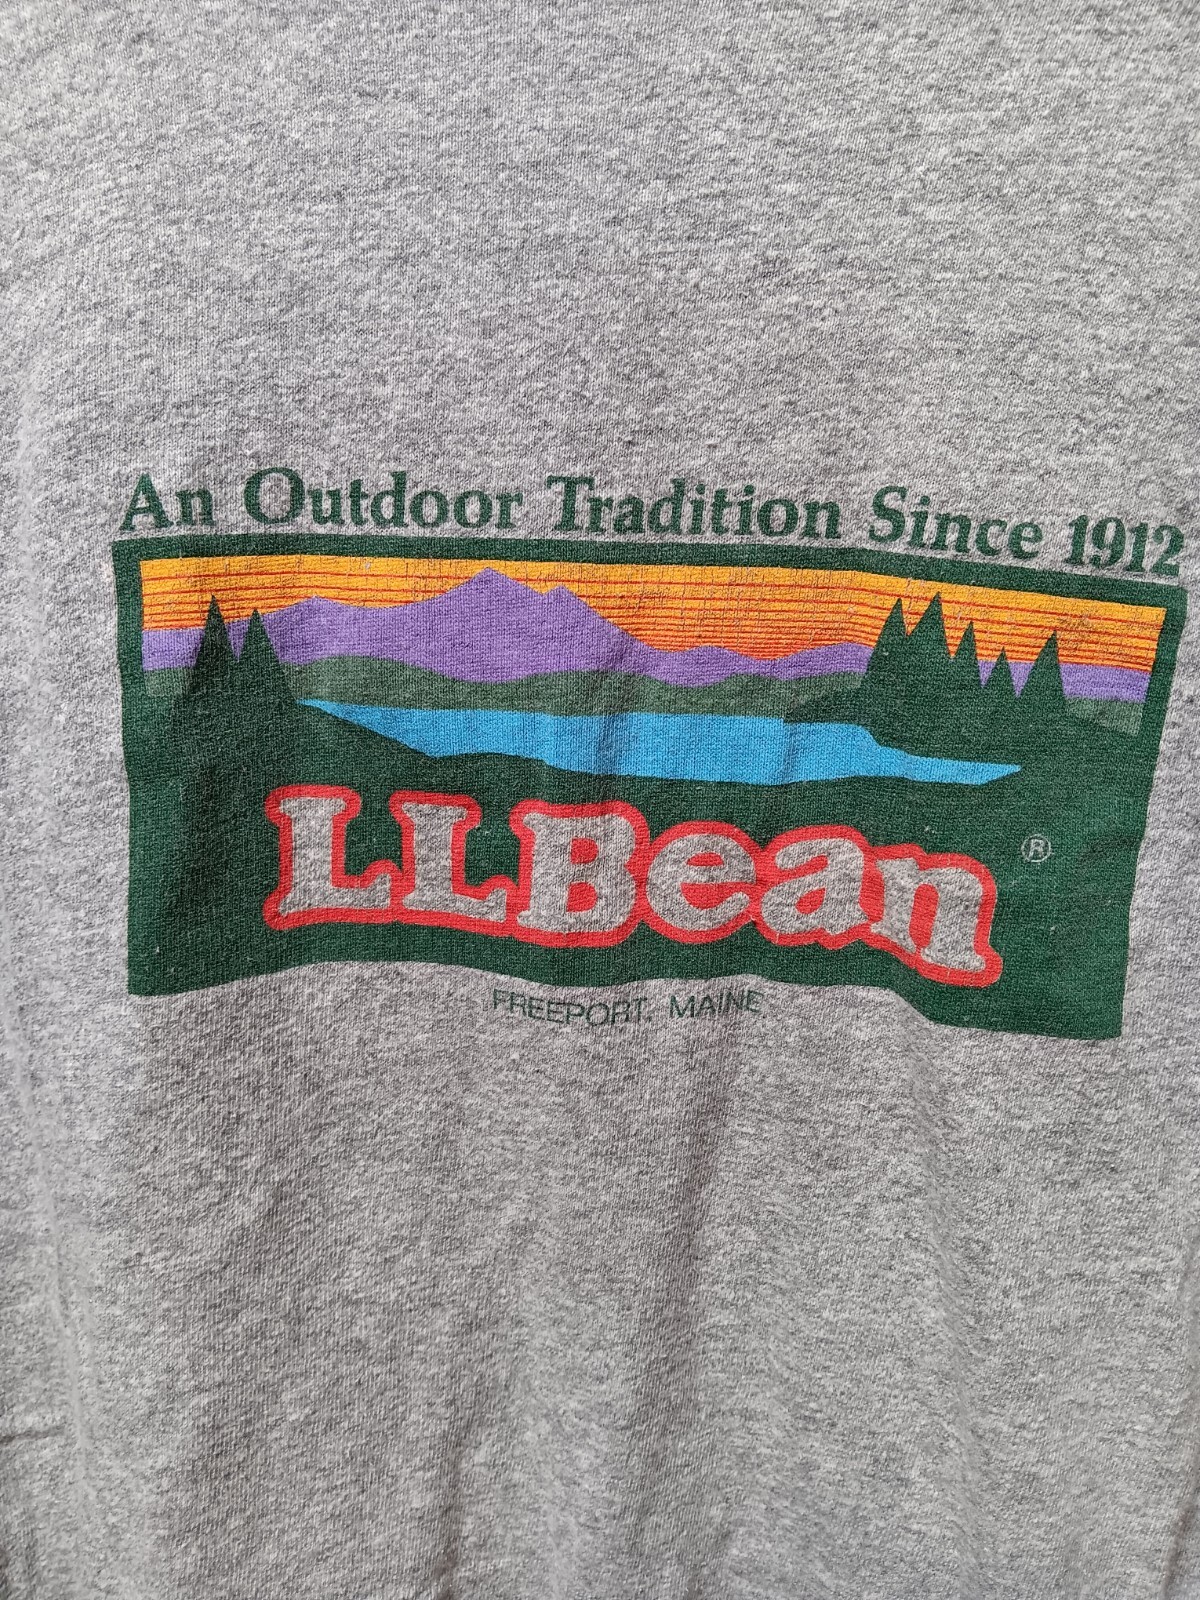 An Outdoor Tradition Since 1912
LLBean ®
FREEPORT, MAINE